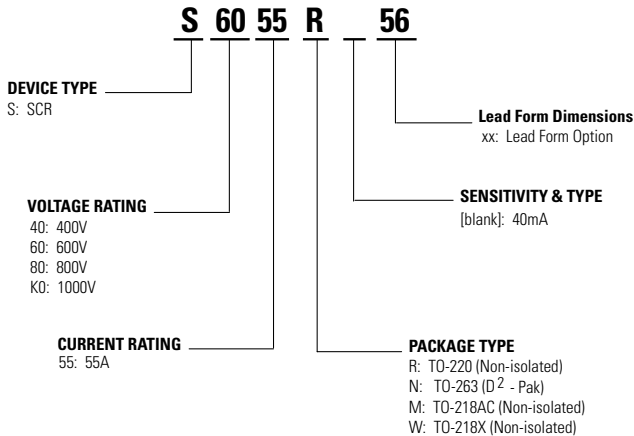 S 60 55 R _ 56
DEVICE TYPE
S: SCR
Lead Form Dimensions
xx: Lead Form Option
VOLTAGE RATING
40: 400V
60: 600V
80: 800V
K0: 1000V
SENSITIVITY & TYPE
[blank]: 40mA
CURRENT RATING
55: 55A
PACKAGE TYPE
R: TO-220 (Non-isolated)
N: TO-263 (D2 - Pak)
M: TO-218AC (Non-isolated)
W: TO-218X (Non-isolated)